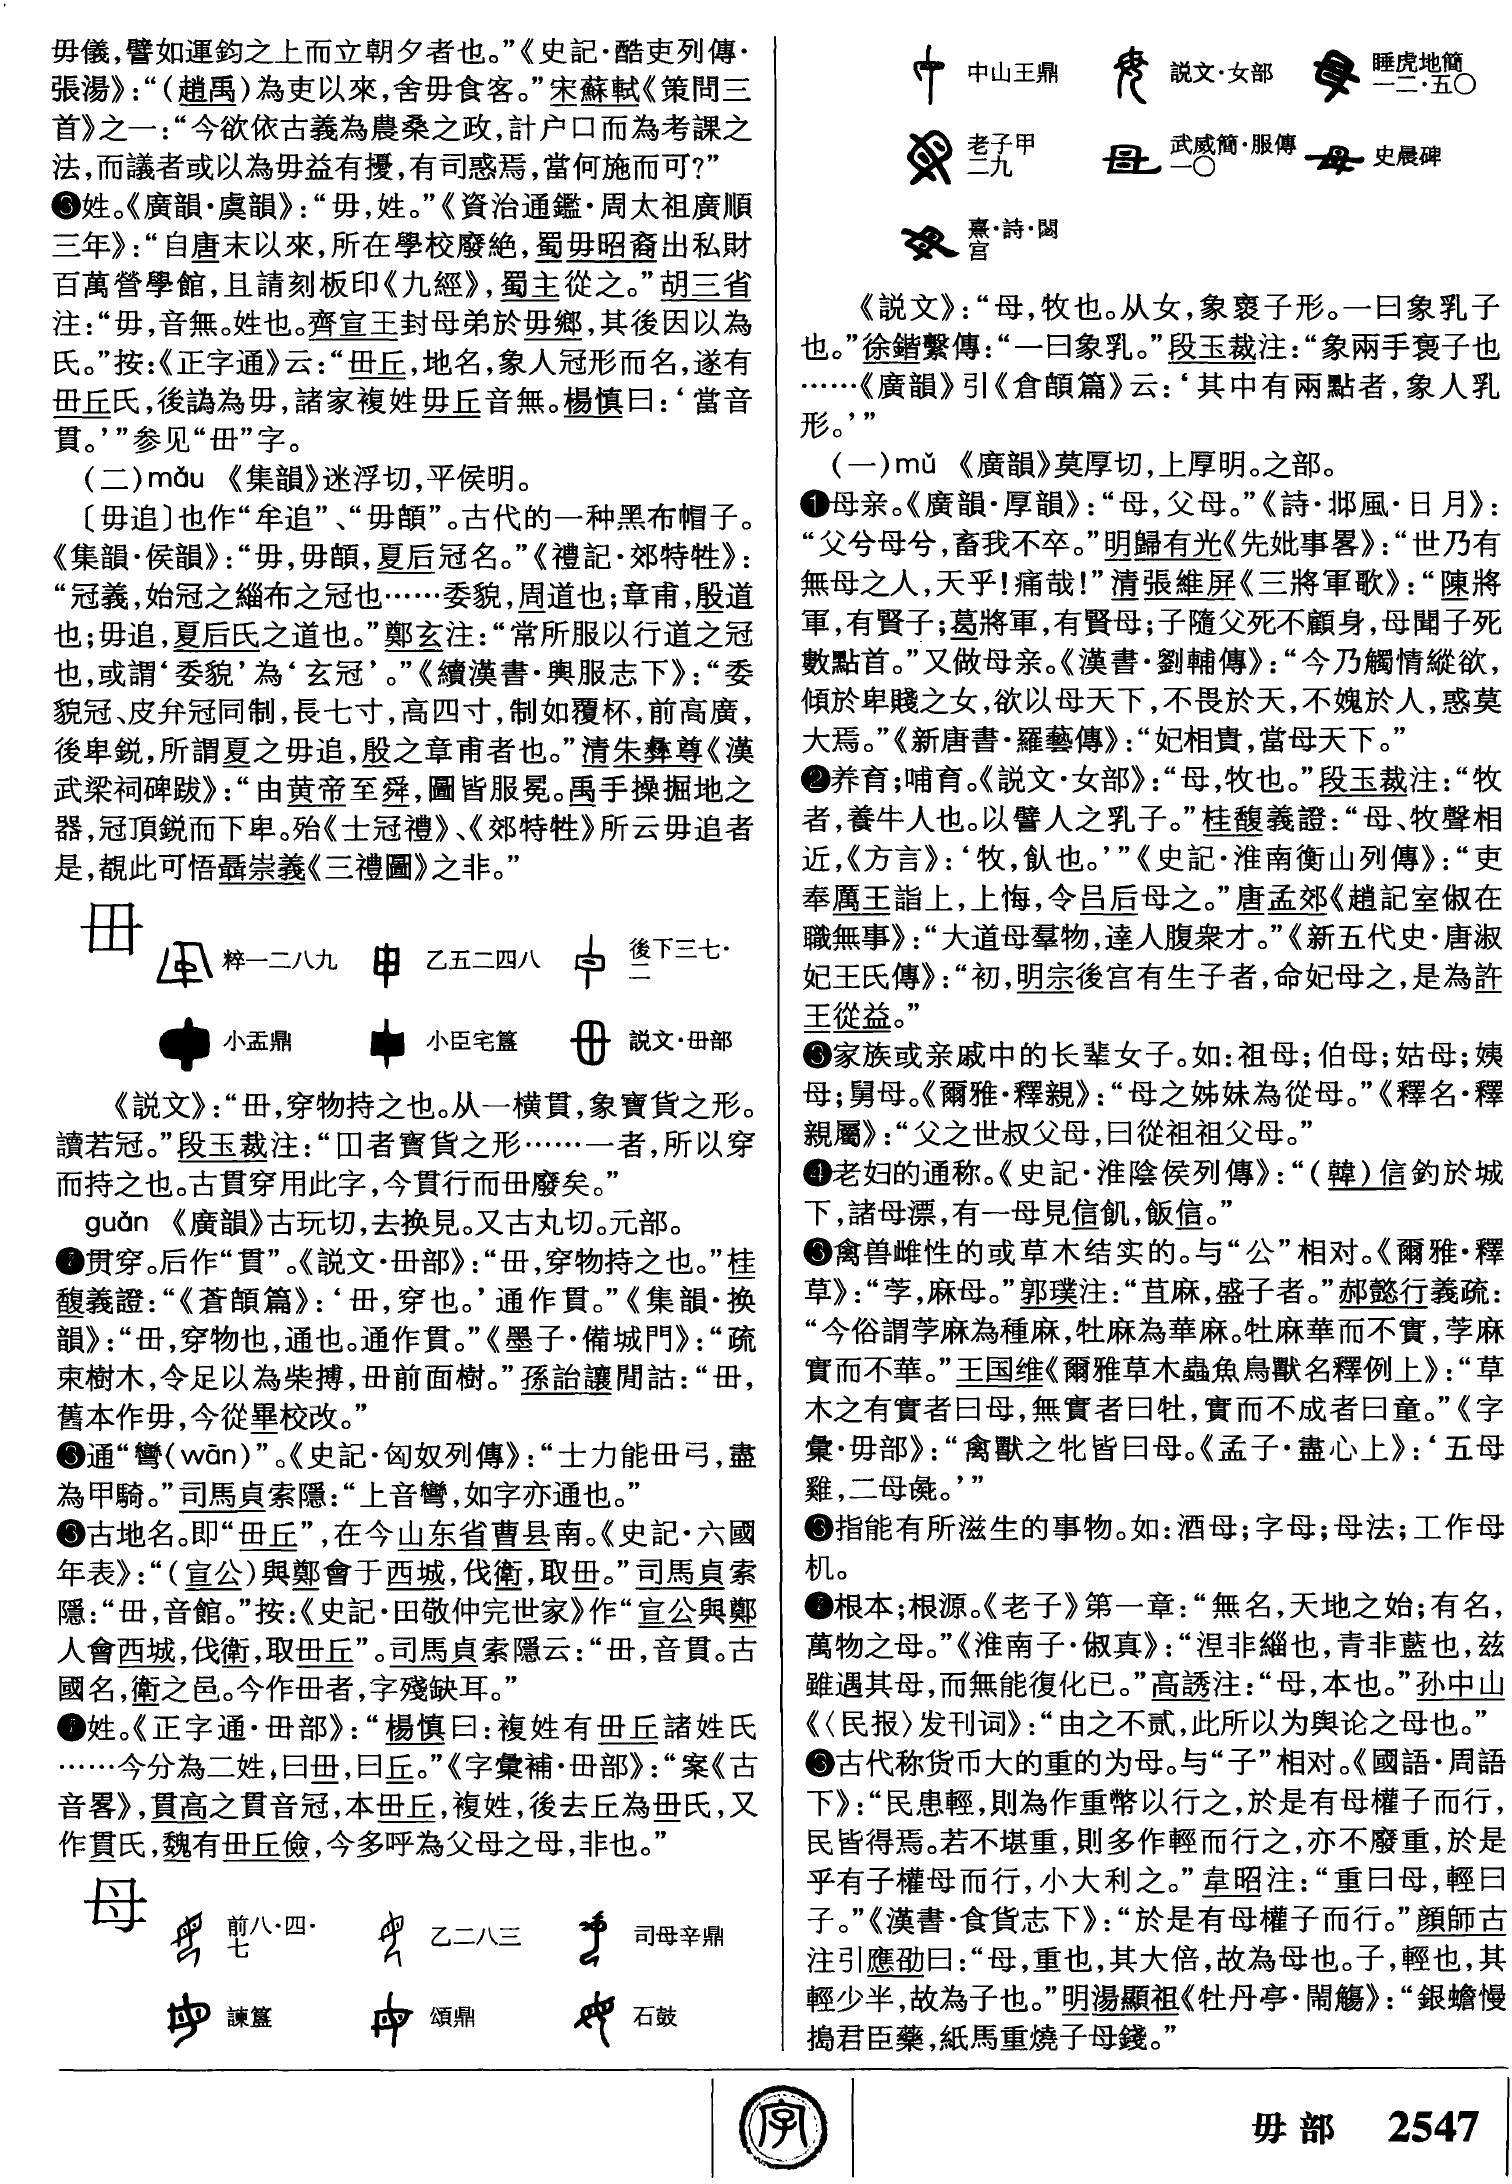 毋儀，譬如運鈞之上而立朝夕者也。”《史記·酷吏列傳·
張湯》：“（趙禹）為吏以來，舍毋食客。”宋蘇軾《策問三
首》之一：“今欲依古義為農桑之政，計户口而為考課之
法，而議者或以為毋益有擾，有司惑焉，當何施而可？”
❸姓。《廣韻·虞韻》：“毋，姓。”《資治通鑑·周太祖廣順
三年》：“自唐末以來，所在學校廢絶，蜀毋昭裔出私財
百萬營學館，且請刻板印《九經》，蜀主從之。”胡三省
注：“毋，音無。姓也。齊宣王封母弟於毋鄉，其後因以為
氏。”按：《正字通》云：“毌丘，地名，象人冠形而名，遂有
毌丘氏，後譌為毋，諸家複姓毋丘音無。楊慎曰：‘當音
貫。’”参见“毌”字。
（二）mǎu 《集韻》迷浮切，平侯明。
〔毋追〕也作“牟追”、“毋頧”。古代的一种黑布帽子。
《集韻·侯韻》：“毋，毋頧，夏后冠名。”《禮記·郊特牲》：
“冠義，始冠之緇布之冠也……委貌，周道也；章甫，殷道
也；毋追，夏后氏之道也。”鄭玄注：“常所服以行道之冠
也，或謂‘委貌’為‘玄冠’。”《續漢書·輿服志下》：“委
貌冠、皮弁冠同制，長七寸，高四寸，制如覆杯，前高廣，
後卑鋭，所謂夏之毋追，殷之章甫者也。”清朱彝尊《漢
武梁祠碑跋》：“由黄帝至舜，圖皆服冕。禹手操掘地之
器，冠頂鋭而下卑。殆《士冠禮》、《郊特牲》所云毋追者
是，覩此可悟聶崇義《三禮圖》之非。”
毌
粹一二八九 乙五二四八 後下三七·二
小盂鼎 小臣宅簋 説文·毌部
《説文》：“毌，穿物持之也。从一横貫，象寶貨之形。
讀若冠。”段玉裁注：“囗者寶貨之形……一者，所以穿
而持之也。古貫穿用此字，今貫行而毌廢矣。”
guǎn 《廣韻》古玩切，去换見。又古丸切。元部。
❶贯穿。后作“貫”。《説文·毌部》：“毌，穿物持之也。”桂
馥義證：“《蒼頡篇》：‘毌，穿也。’通作貫。”《集韻·换
韻》：“毌，穿物也，通也。通作貫。”《墨子·備城門》：“疏
束樹木，令足以為柴摶，毌前面樹。”孫詒讓閒詁：“毌，
舊本作毋，今從畢校改。”
❷通“彎（wān）”。《史記·匈奴列傳》：“士力能毌弓，盡
為甲騎。”司馬貞索隱：“上音彎，如字亦通也。”
❸古地名。即“毌丘”，在今山东省曹县南。《史記·六國
年表》：“（宣公）與鄭會于西城，伐衛，取毌。”司馬貞索
隱：“毌，音館。”按：《史記·田敬仲完世家》作“宣公與鄭
人會西城，伐衛，取毌丘”。司馬貞索隱云：“毌，音貫。古
國名，衛之邑。今作毌者，字殘缺耳。”
❹姓。《正字通·毌部》：“楊慎曰：複姓有毌丘諸姓氏
……今分為二姓，曰毌，曰丘。”《字彙補·毌部》：“案《古
音畧》，貫高之貫音冠，本毌丘，複姓，後去丘為毌氏，又
作貫氏，魏有毌丘儉，今多呼為父母之母，非也。”
母
前八·四·七 乙二八三 司母辛鼎
諫簋 頌鼎 石鼓
中山王鼎 説文·女部 睡虎地簡一二·五〇
老子甲二九 武威簡·服傳一〇 史晨碑
熹·詩·閟宫
《説文》：“母，牧也。从女，象褱子形。一曰象乳子
也。”徐鍇繫傳：“一曰象乳。”段玉裁注：“象兩手褱子也
……《廣韻》引《倉頡篇》云：‘其中有兩點者，象人乳
形。’”
（一）mǔ 《廣韻》莫厚切，上厚明。之部。
❶母亲。《廣韻·厚韻》：“母，父母。”《詩·邶風·日月》：
“父兮母兮，畜我不卒。”明歸有光《先妣事畧》：“世乃有
無母之人，天乎！痛哉！”清張維屏《三將軍歌》：“陳將
軍，有賢子；葛將軍，有賢母；子隨父死不顧身，母聞子死
數點首。”又做母亲。《漢書·劉輔傳》：“今乃觸情縱欲，
傾於卑賤之女，欲以母天下，不畏於天，不媿於人，惑莫
大焉。”《新唐書·羅藝傳》：“妃相貴，當母天下。”
❷养育；哺育。《説文·女部》：“母，牧也。”段玉裁注：“牧
者，養牛人也。以譬人之乳子。”桂馥義證：“母、牧聲相
近，《方言》：‘牧，飤也。’”《史記·淮南衡山列傳》：“吏
奉厲王詣上，上悔，令吕后母之。”唐孟郊《趙記室俶在
職無事》：“大道母羣物，達人腹衆才。”《新五代史·唐淑
妃王氏傳》：“初，明宗後宫有生子者，命妃母之，是為許
王從益。”
❸家族或亲戚中的长辈女子。如：祖母；伯母；姑母；姨
母；舅母。《爾雅·釋親》：“母之姊妹為從母。”《釋名·釋
親屬》：“父之世叔父母，曰從祖祖父母。”
❹老妇的通称。《史記·淮陰侯列傳》：“（韓）信釣於城
下，諸母漂，有一母見信飢，飯信。”
❺禽兽雌性的或草木结实的。与“公”相对。《爾雅·釋
草》：“茡，麻母。”郭璞注：“苴麻，盛子者。”郝懿行義疏：
“今俗謂茡麻為種麻，牡麻為華麻。牡麻華而不實，茡麻
實而不華。”王国维《爾雅草木蟲魚鳥獸名釋例上》：“草
木之有實者曰母，無實者曰牡，實而不成者曰童。”《字
彙·毋部》：“禽獸之牝皆曰母。《孟子·盡心上》：‘五母
雞，二母彘。’”
❻指能有所滋生的事物。如：酒母；字母；母法；工作母
机。
❼根本；根源。《老子》第一章：“無名，天地之始；有名，
萬物之母。”《淮南子·俶真》：“涅非緇也，青非藍也，兹
雖遇其母，而無能復化已。”高誘注：“母，本也。”孙中山
《〈民报〉发刊词》：“由之不贰，此所以为舆论之母也。”
❽古代称货币大的重的为母。与“子”相对。《國語·周語
下》：“民患輕，則為作重幣以行之，於是有母權子而行，
民皆得焉。若不堪重，則多作輕而行之，亦不廢重，於是
乎有子權母而行，小大利之。”韋昭注：“重曰母，輕曰
子。”《漢書·食貨志下》：“於是有母權子而行。”顔師古
注引應劭曰：“母，重也，其大倍，故為母也。子，輕也，其
輕少半，故為子也。”明湯顯祖《牡丹亭·鬧觴》：“銀蟾慢
搗君臣藥，紙馬重燒子母錢。”
字
毋部 2547